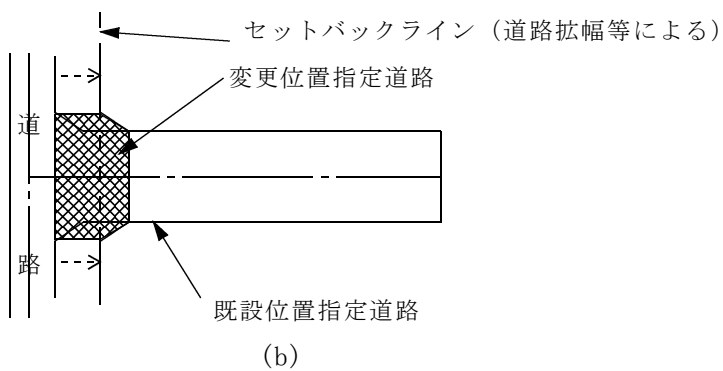 セットバックライン（道路拡幅等による）
変更位置指定道路
道
路
既設位置指定道路
(b)